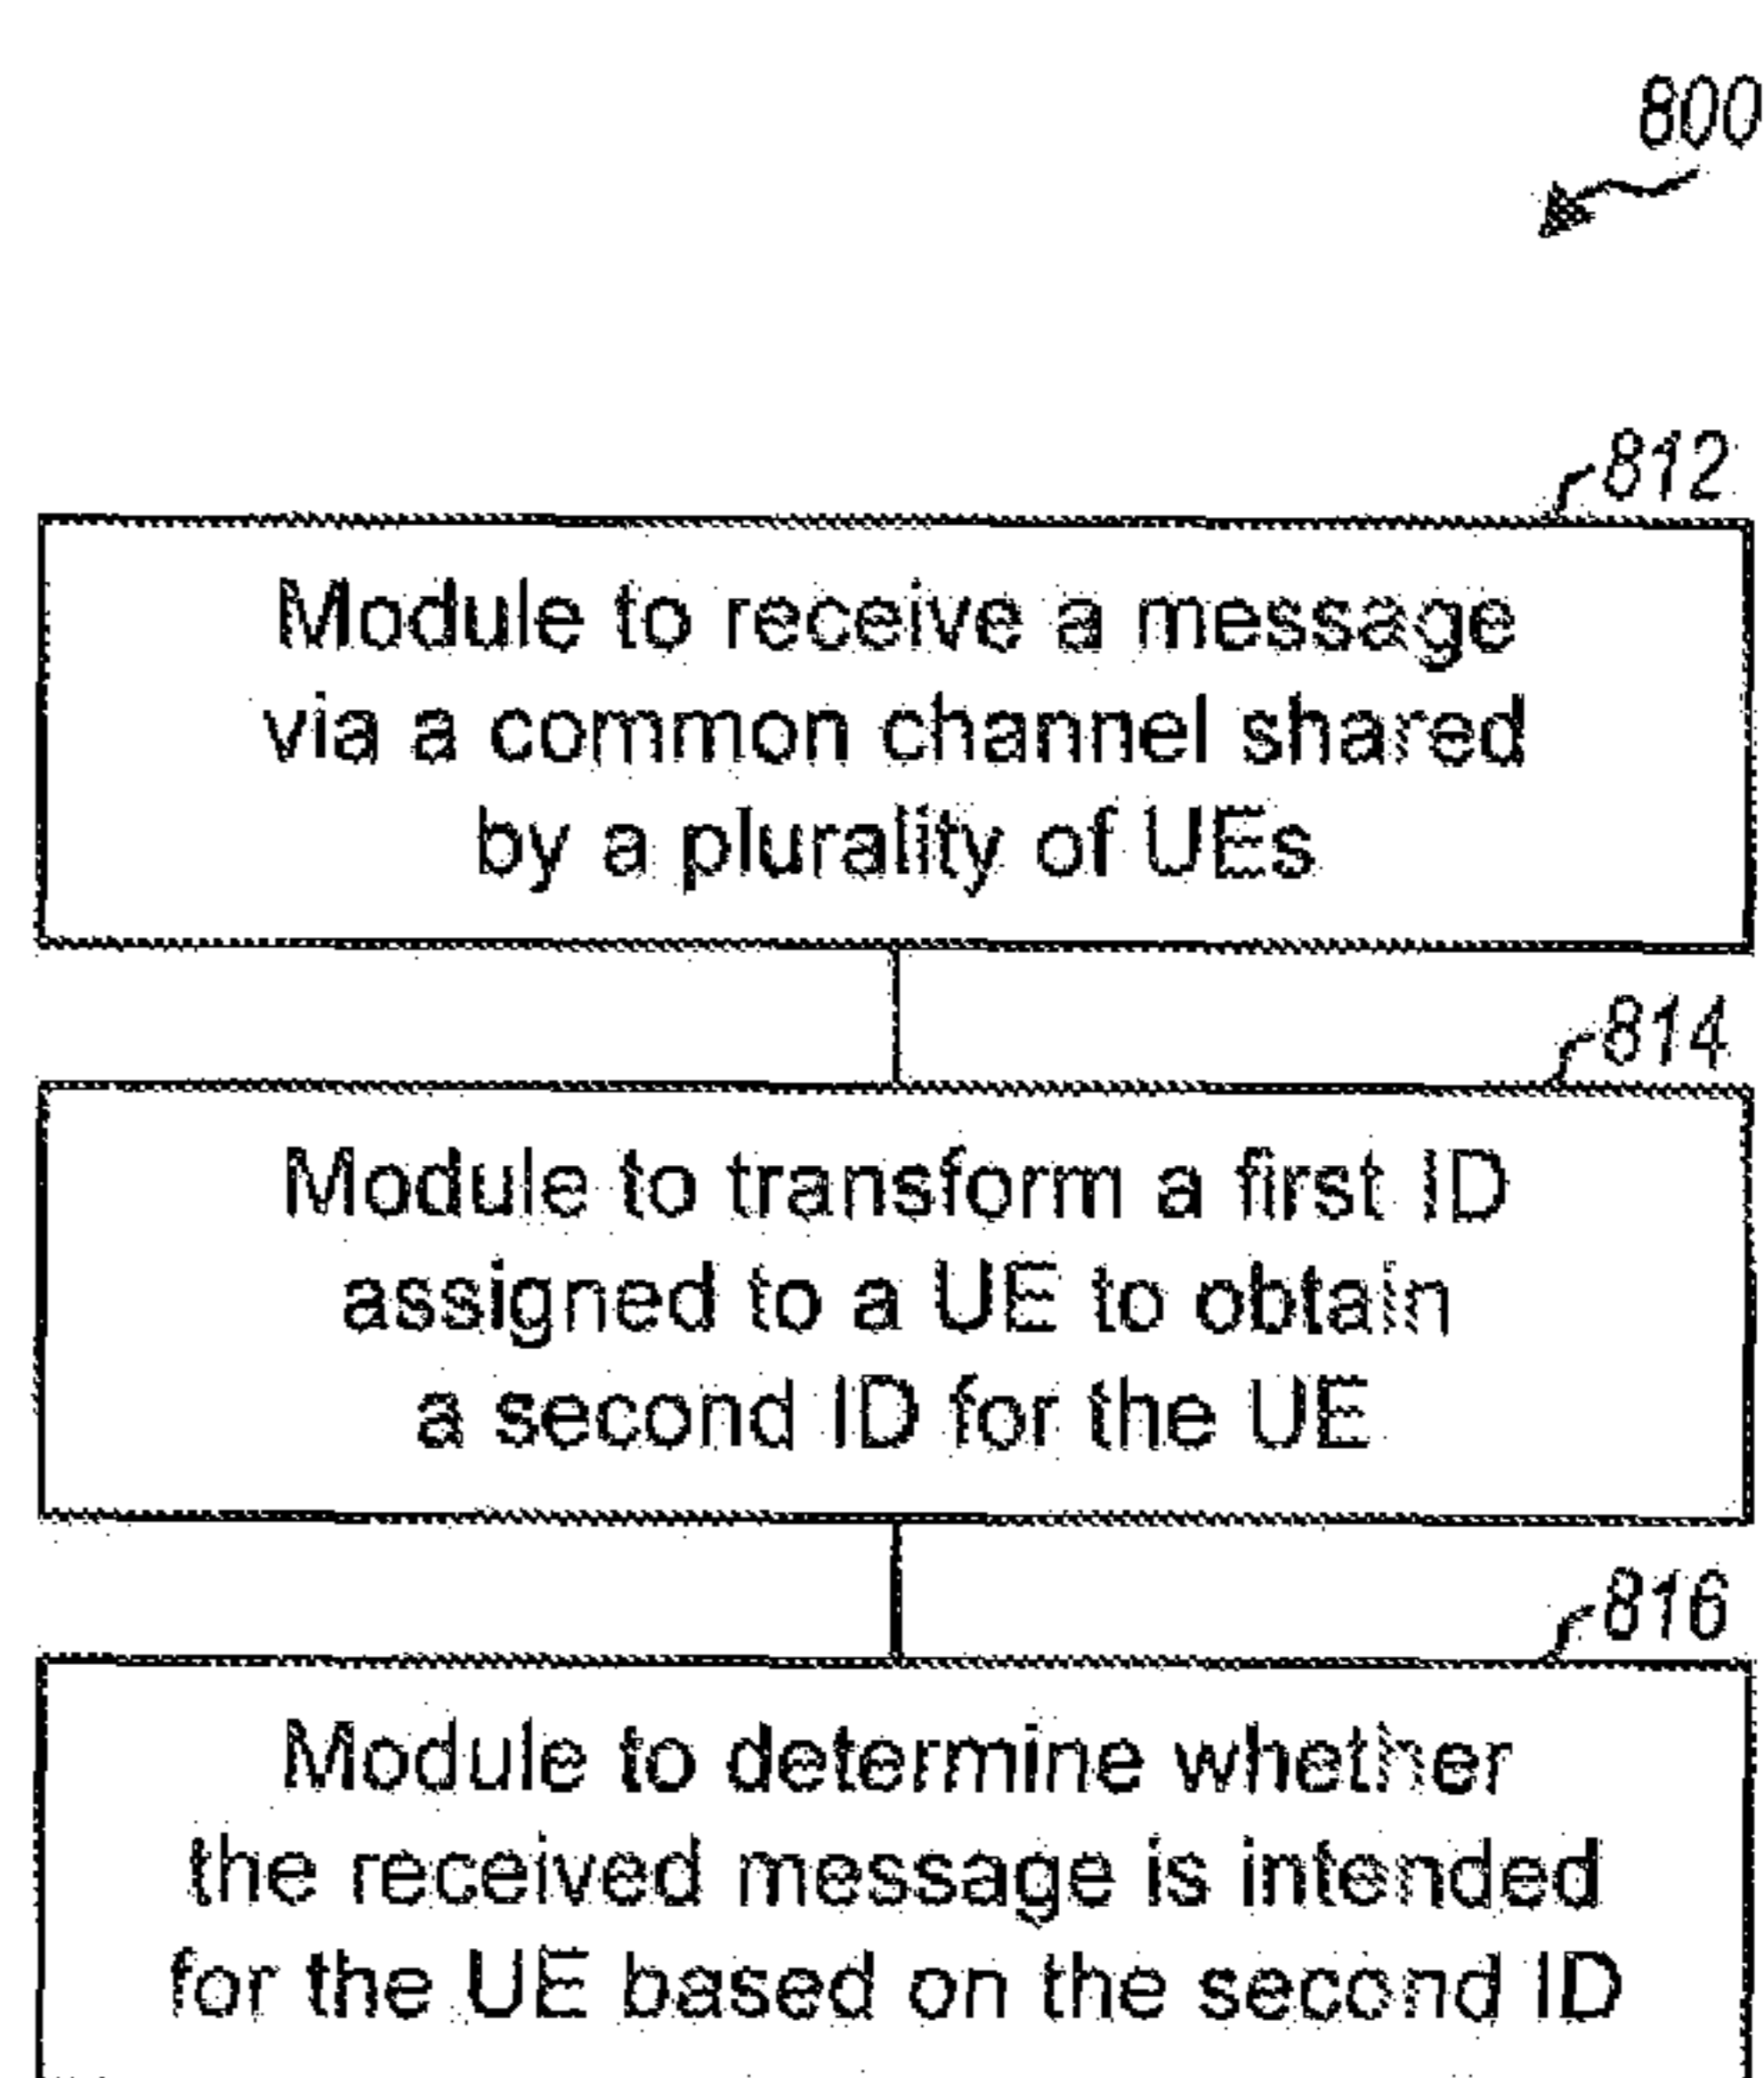 800
812
Module to receive a message
via a common channel shared
by a plurality of UEs
814
Module to transform a first ID
assigned to a UE to obtain
a second ID for the UE
816
Module to determine whether
the received message is intended
for the UE based on the second ID